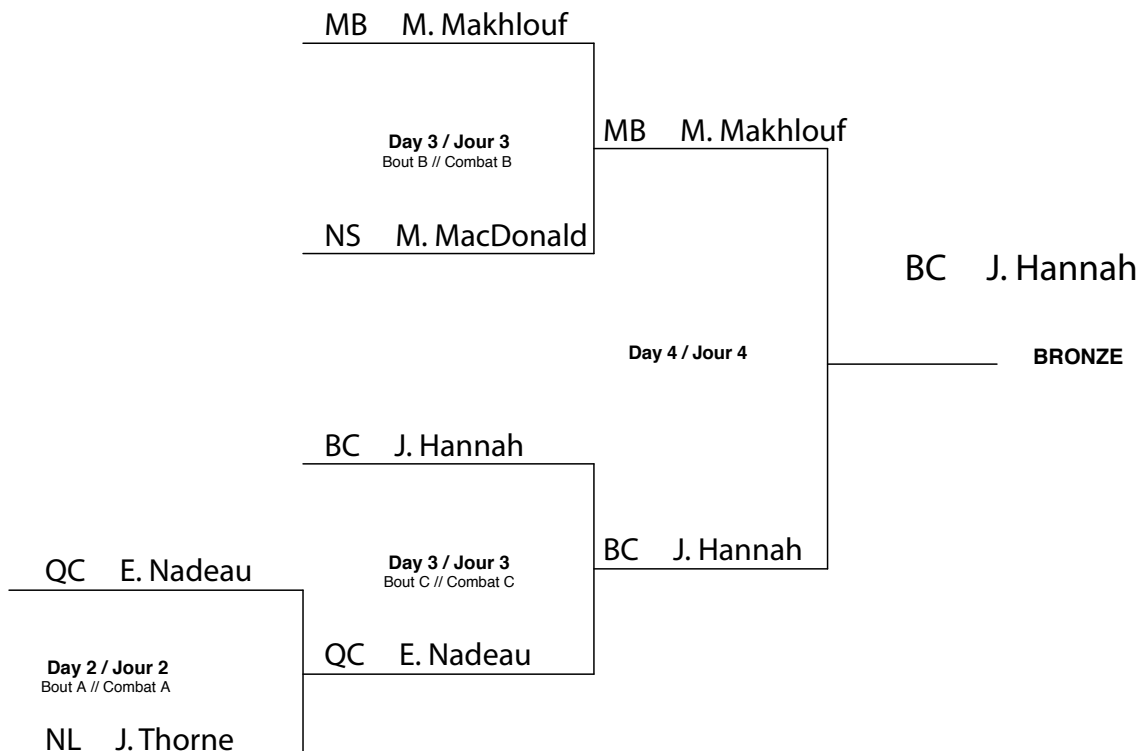 MB M. Makhlouf
Day 3 / Jour 3
Bout B // Combat B
MB M. Makhlouf
NS M. MacDonald
BC J. Hannah
Day 4 / Jour 4
BRONZE
BC J. Hannah
Day 3 / Jour 3
Bout C // Combat C
BC J. Hannah
QC E. Nadeau
QC E. Nadeau
Day 2 / Jour 2
Bout A // Combat A
NL J. Thorne